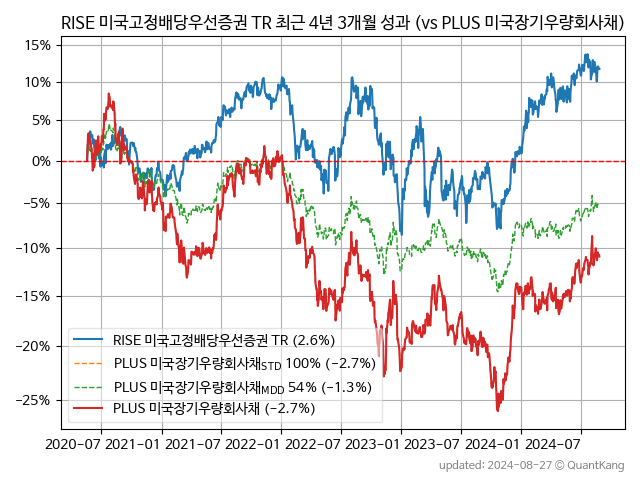 RISE 미국고정배당우선증권 TR 최근 4년 3개월 성과 (vs PLUS 미국장기우량회사채)
15%
10%
5%
0%
−5%
−10%
−15%
−20%
−25%
RISE 미국고정배당우선증권 TR (2.6%)
PLUS 미국장기우량회사채STD 100% (−2.7%)
PLUS 미국장기우량회사채MDD 54% (−1.3%)
PLUS 미국장기우량회사채 (−2.7%)
2020-07 2021-01 2021-07 2022-01 2022-07 2023-01 2023-07 2024-01 2024-07
updated: 2024-08-27 © QuantKang